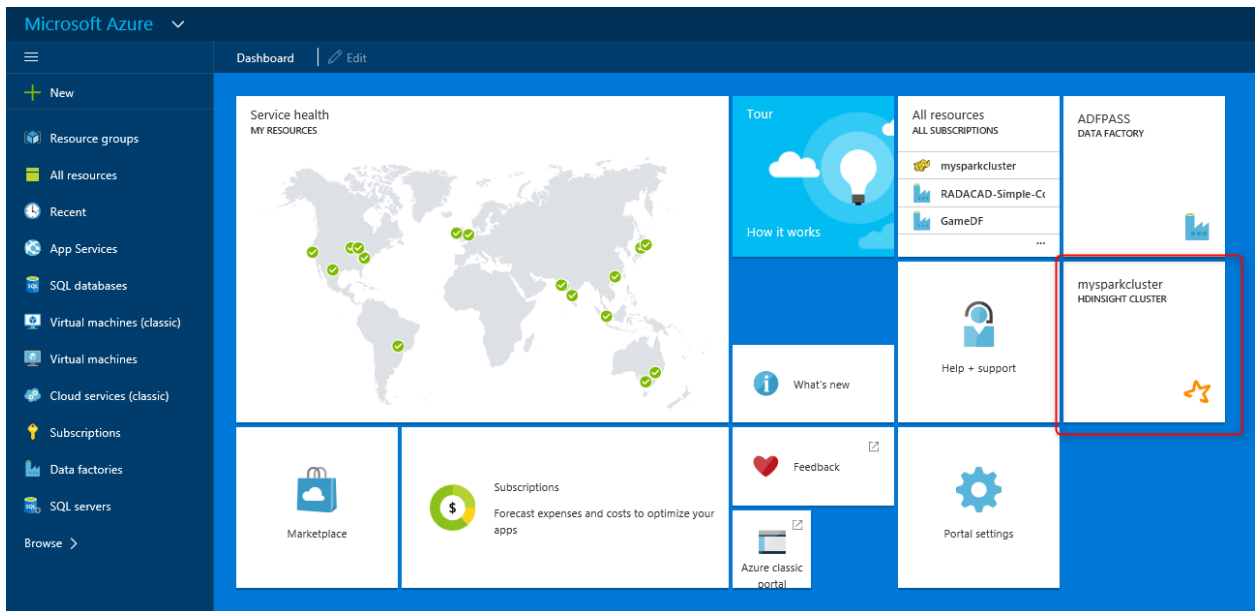 Microsoft Azure
Dashboard
Edit
New
Resource groups
All resources
Recent
App Services
SQL databases
Virtual machines (classic)
Virtual machines
Cloud services (classic)
Subscriptions
Data factories
SQL servers
Browse
Service health
MY RESOURCES
Tour
How it works
All resources
ALL SUBSCRIPTIONS
mysparkcluster
RADACAD-Simple-Co
GameDF
...
ADFPASS
DATA FACTORY
mysparkcluster
HDINSIGHT CLUSTER
What's new
Help + support
Marketplace
$
Subscriptions
Forecast expenses and costs to optimize your
apps
Feedback
Azure classic
portal
Portal settings